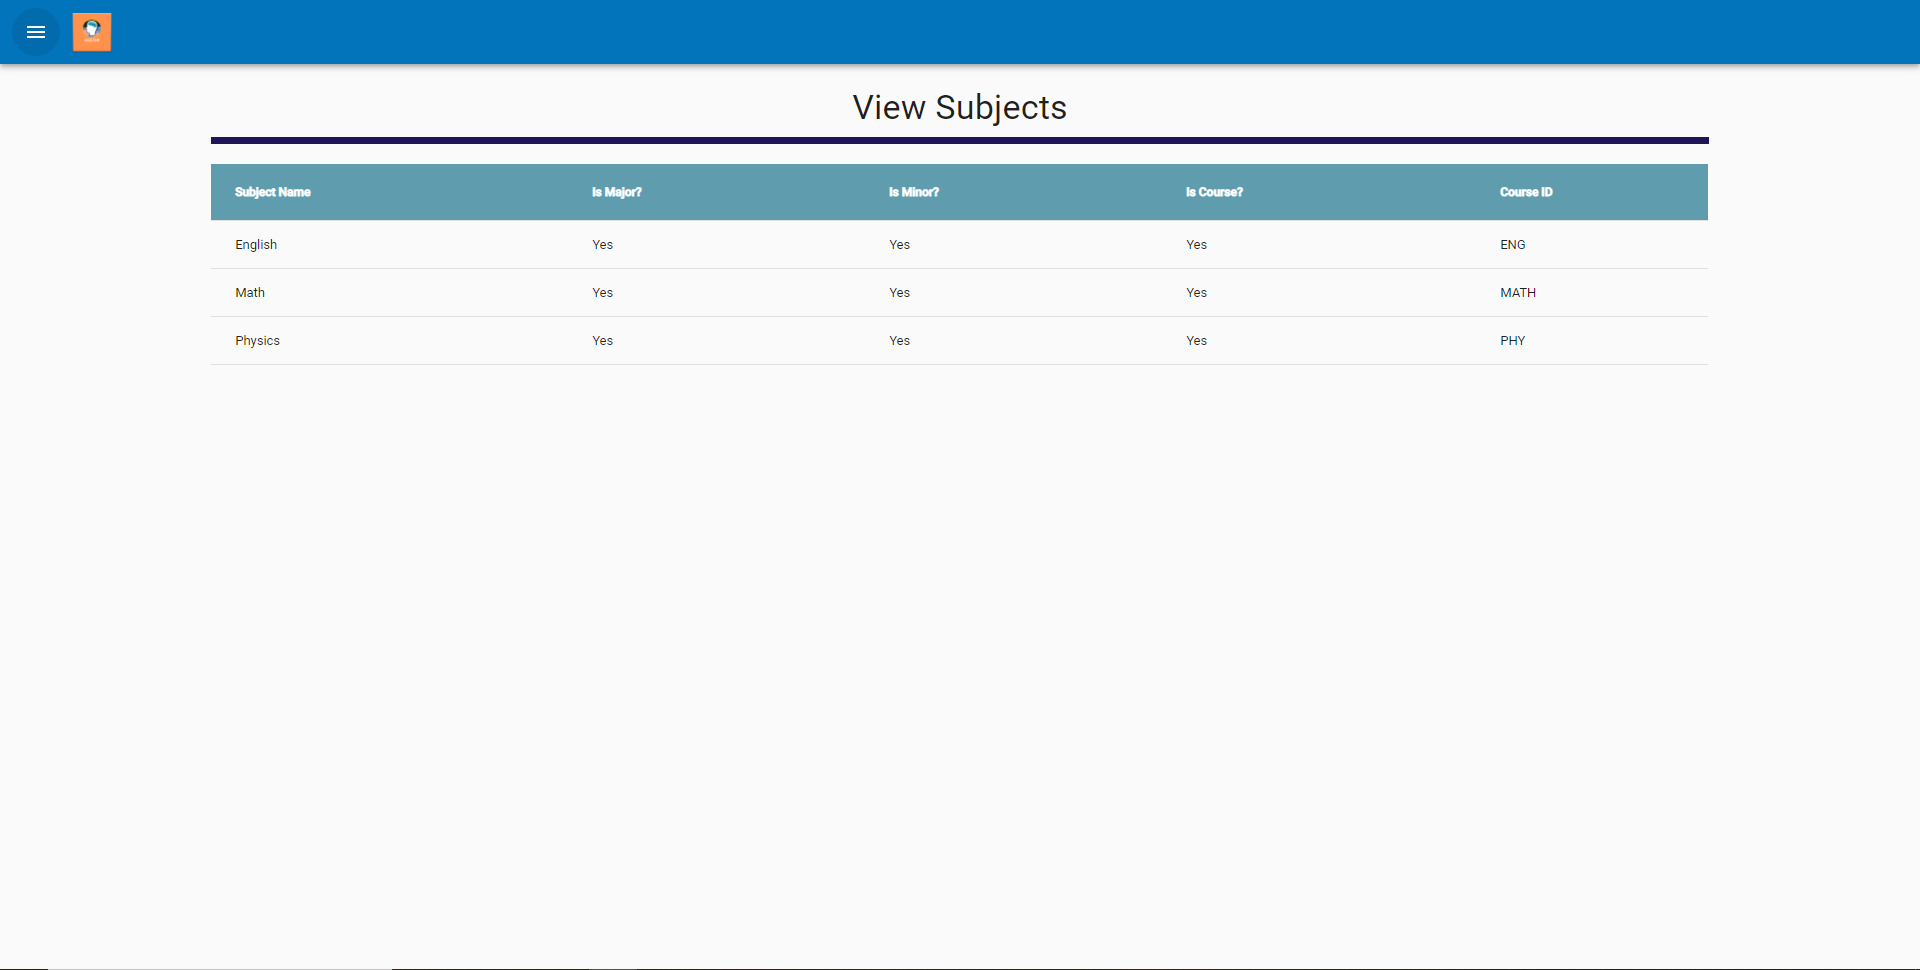 View Subjects
Subject Name Is Major? Is Minor? Is Course? Course ID
English Yes Yes Yes ENG
Math Yes Yes Yes MATH
Physics Yes Yes Yes PHY